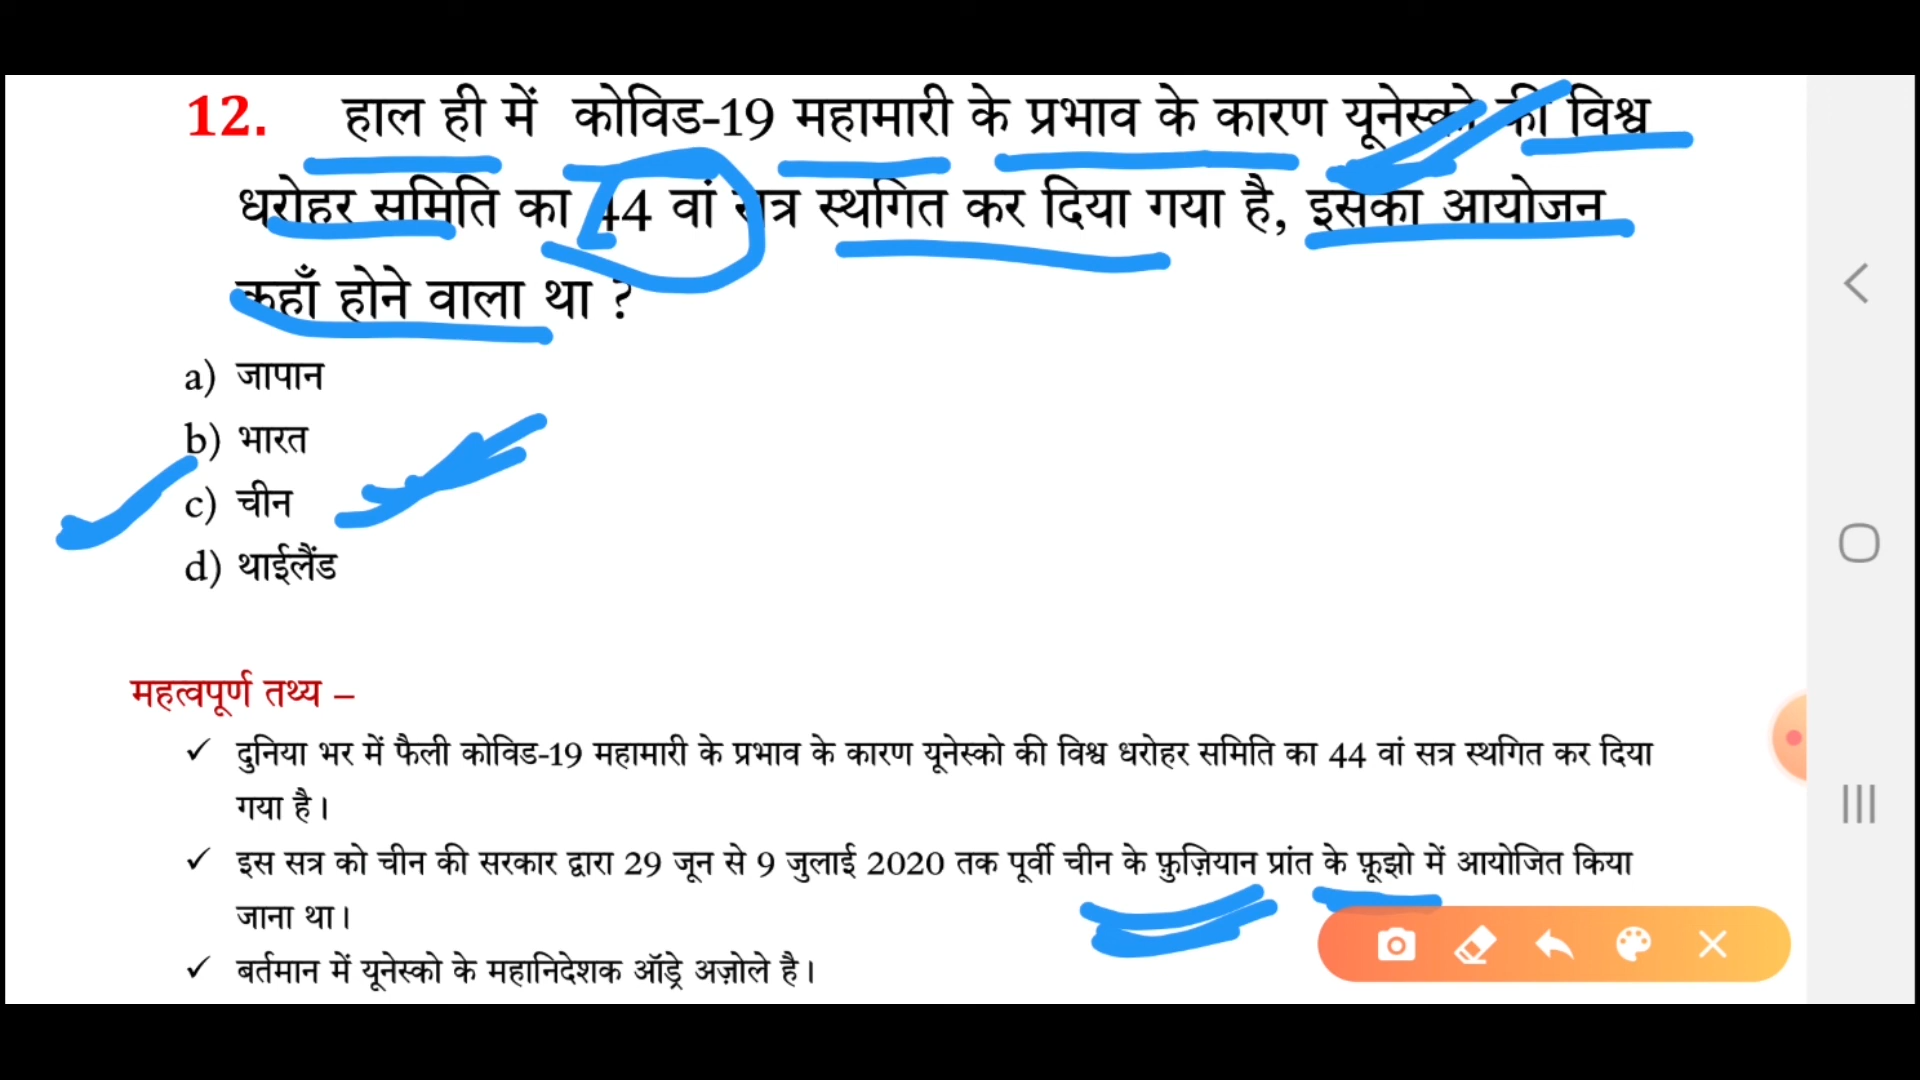 12. हाल ही में कोविड-19 महामारी के प्रभाव के कारण यूनेस्को की विश्व
धरोहर समिति का 44 वां सत्र स्थगित कर दिया गया है, इसका आयोजन
कहाँ होने वाला था ?
a) जापान
b) भारत
c) चीन
d) थाईलैंड
महत्वपूर्ण तथ्य –
✓ दुनिया भर में फैली कोविड-19 महामारी के प्रभाव के कारण यूनेस्को की विश्व धरोहर समिति का 44 वां सत्र स्थगित कर दिया
गया है।
✓ इस सत्र को चीन की सरकार द्वारा 29 जून से 9 जुलाई 2020 तक पूर्वी चीन के फ़ुज़ियान प्रांत के फ़ूझो में आयोजित किया
जाना था।
✓ बर्तमान में यूनेस्को के महानिदेशक ऑड्रे अज़ोले है।